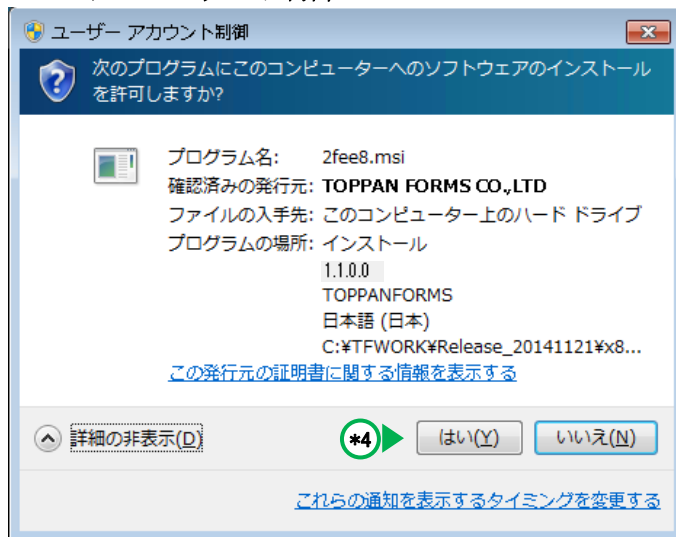 ユーザー アカウント制御
次のプログラムにこのコンピューターへのソフトウェアのインストール
を許可しますか?
プログラム名: 2fee8.msi
確認済みの発行元: TOPPAN FORMS CO.,LTD
ファイルの入手先: このコンピューター上のハード ドライブ
プログラムの場所: インストール
1.1.0.0
TOPPANFORMS
日本語 (日本)
C:¥TFWORK¥Release_20141121¥x8...
この発行元の証明書に関する情報を表示する
詳細の非表示(D) *4 はい(Y) いいえ(N)
これらの通知を表示するタイミングを変更する